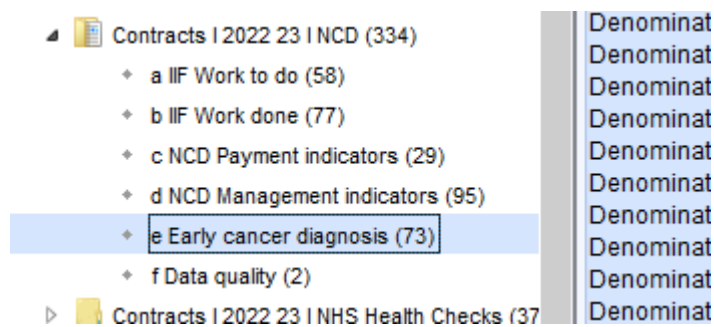 Contracts | 2022 23 | NCD (334)
a IIF Work to do (58)
b IIF Work done (77)
c NCD Payment indicators (29)
d NCD Management indicators (95)
e Early cancer diagnosis (73)
f Data quality (2)
Contracts | 2022 23 | NHS Health Checks (37
Denominat
Denominat
Denominat
Denominat
Denominat
Denominat
Denominat
Denominat
Denominat
Denominat